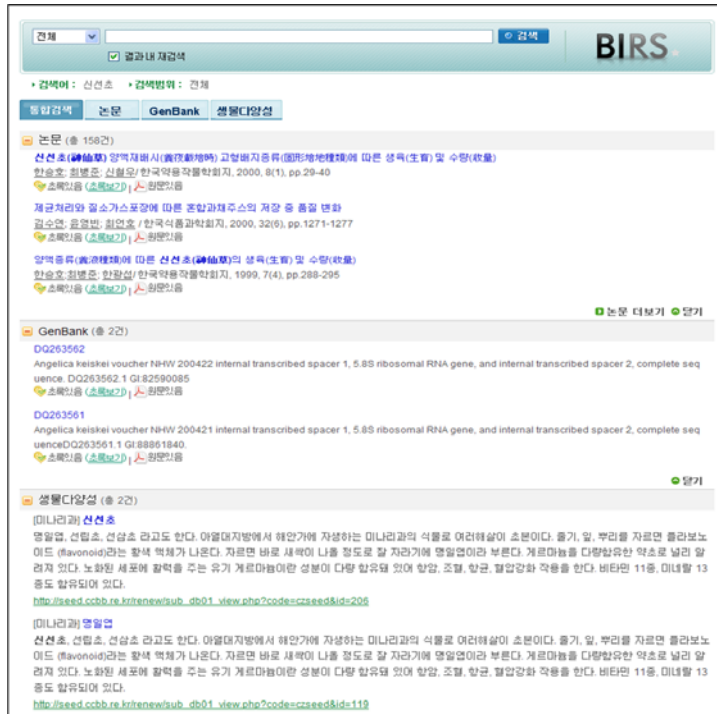 전체
검색
BIRS
결과내 재검색
검색어 : 신선초 검색범위 : 전체
통합검색 논문 GenBank 생물다양성
논문 (총 158건)
신선초(神仙草) 양액재배시(養液栽培時) 고형배지종류(固形培地種類)에 따른 생육(生育) 및 수량(收量)
한승호; 최병준; 신철우/ 한국약용작물학회지, 2000, 8(1), pp.29-40
초록있음 (초록보기) | 원문있음
제균처리와 질소가스포장에 따른 혼합과채주스의 저장 중 품질 변화
김수연; 윤영빈; 최언호 / 한국식품과학회지, 2000, 32(6), pp.1271-1277
초록있음 (초록보기) | 원문있음
양액종류(養液種類)에 따른 신선초(神仙草)의 생육(生育) 및 수량(收量)
한승호;최병준; 한광섭/ 한국약용작물학회지, 1999, 7(4), pp.288-295
초록있음 (초록보기) | 원문있음
논문 더보기 닫기
GenBank (총 2건)
DQ263562
Angelica keiskei voucher NHW 200422 internal transcribed spacer 1, 5.8S ribosomal RNA gene, and internal transcribed spacer 2, complete seq
uence. DQ263562.1 GI:82590085
초록있음 (초록보기) | 원문있음
DQ263561
Angelica keiskei voucher NHW 200421 internal transcribed spacer 1, 5.8S ribosomal RNA gene, and internal transcribed spacer 2, complete seq
uenceDQ263561.1 GI:88861840.
초록있음 (초록보기) | 원문있음
닫기
생물다양성 (총 2건)
[미나리과] 신선초
명일엽, 선립초, 선삼초 라고도 한다. 아열대지방에서 해안가에 자생하는 미나리과의 식물로 여러해살이 초본이다. 줄기, 잎, 뿌리를 자르면 플라보노
이드 (flavonoid)라는 황색 액체가 나온다. 자르면 바로 새싹이 나올 정도로 잘 자라기에 명일엽이라 부른다. 게르마늄을 다량함유한 약초로 널리 알
려져 있다. 노화된 세포에 활력을 주는 유기 게르마늄이란 성분이 다량 함유돼 있어 항암, 조혈, 항균, 혈압강화 작용을 한다. 비타민 11종, 미네랄 13
종도 함유되어 있다.
http://seed.ccbb.re.kr/renew/sub_db01_view.php?code=czseed&id=206
[미나리과] 명일엽
신선초, 선립초, 선삼초 라고도 한다. 아열대지방에서 해안가에 자생하는 미나리과의 식물로 여러해살이 초본이다. 줄기, 잎, 뿌리를 자르면 플라보노
이드 (flavonoid)라는 황색 액체가 나온다. 자르면 바로 새싹이 나올 정도로 잘 자라기에 명일엽이라 부른다. 게르마늄을 다량함유한 약초로 널리 알
려져 있다. 노화된 세포에 활력을 주는 유기 게르마늄이란 성분이 다량 함유돼 있어 항암, 조혈, 항균, 혈압강화 작용을 한다. 비타민 11종, 미네랄 13
종도 함유되어 있다.
http://seed.ccbb.re.kr/renew/sub_db01_view.php?code=czseed&id=119